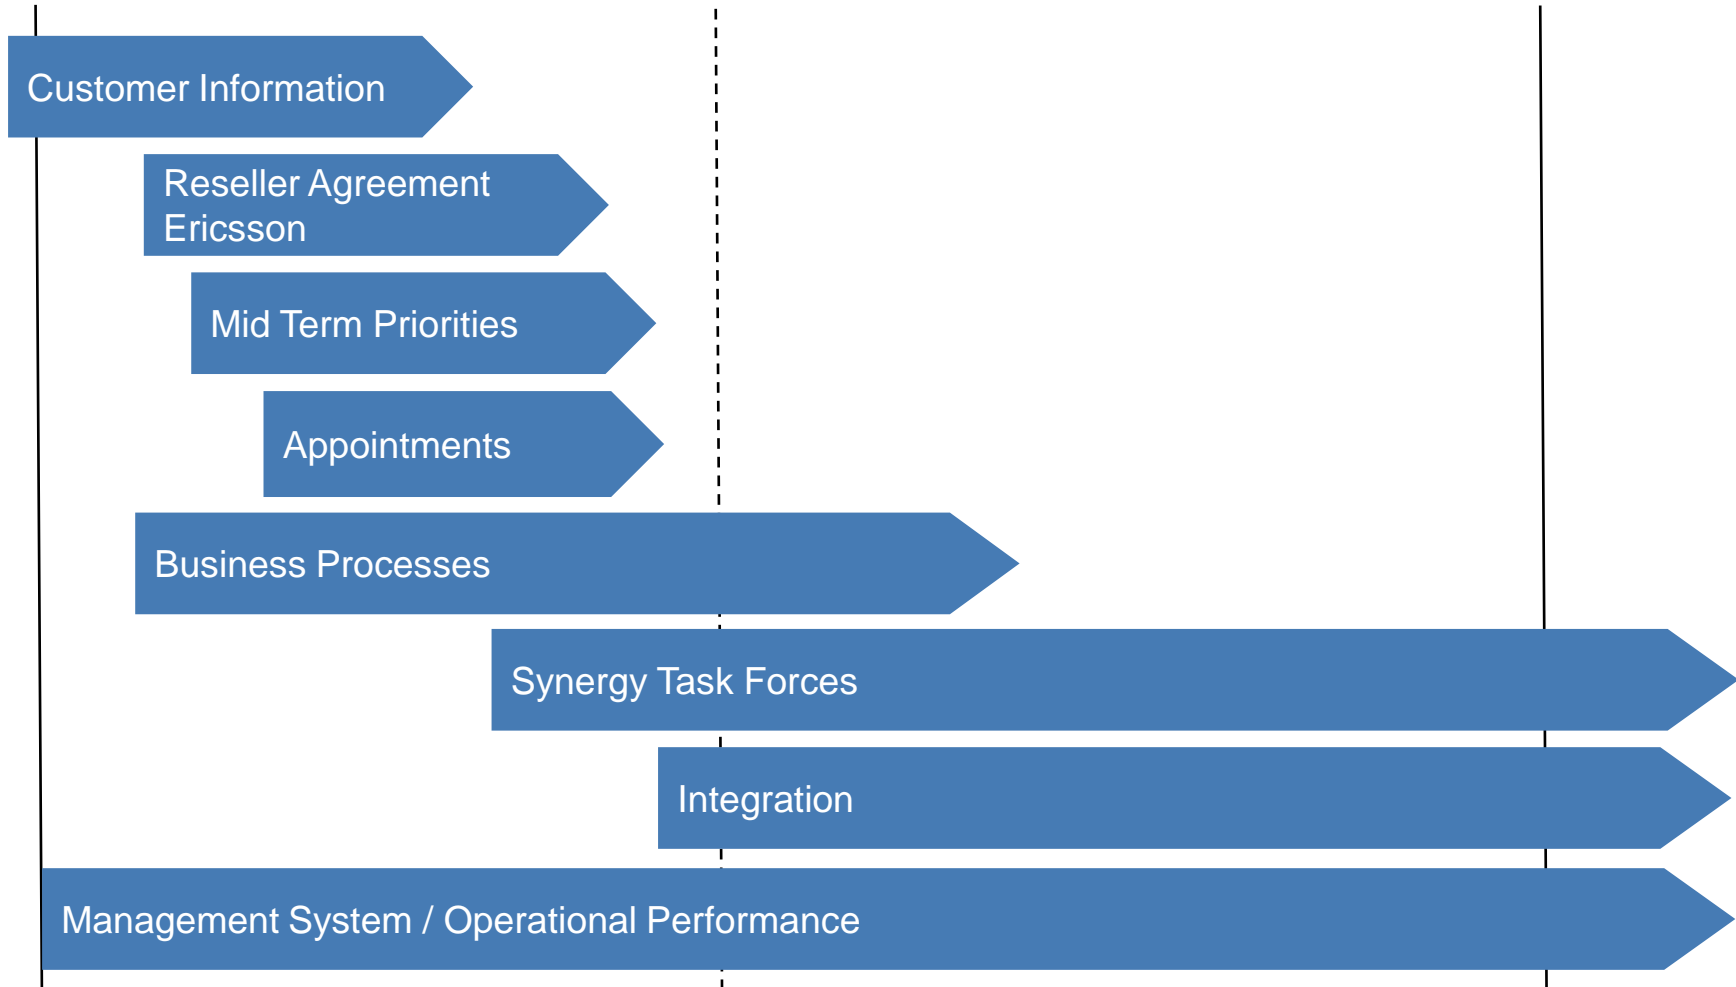 Customer Information
Reseller Agreement
Ericsson
Mid Term Priorities
Appointments
Business Processes
Synergy Task Forces
Integration
Management System / Operational Performance